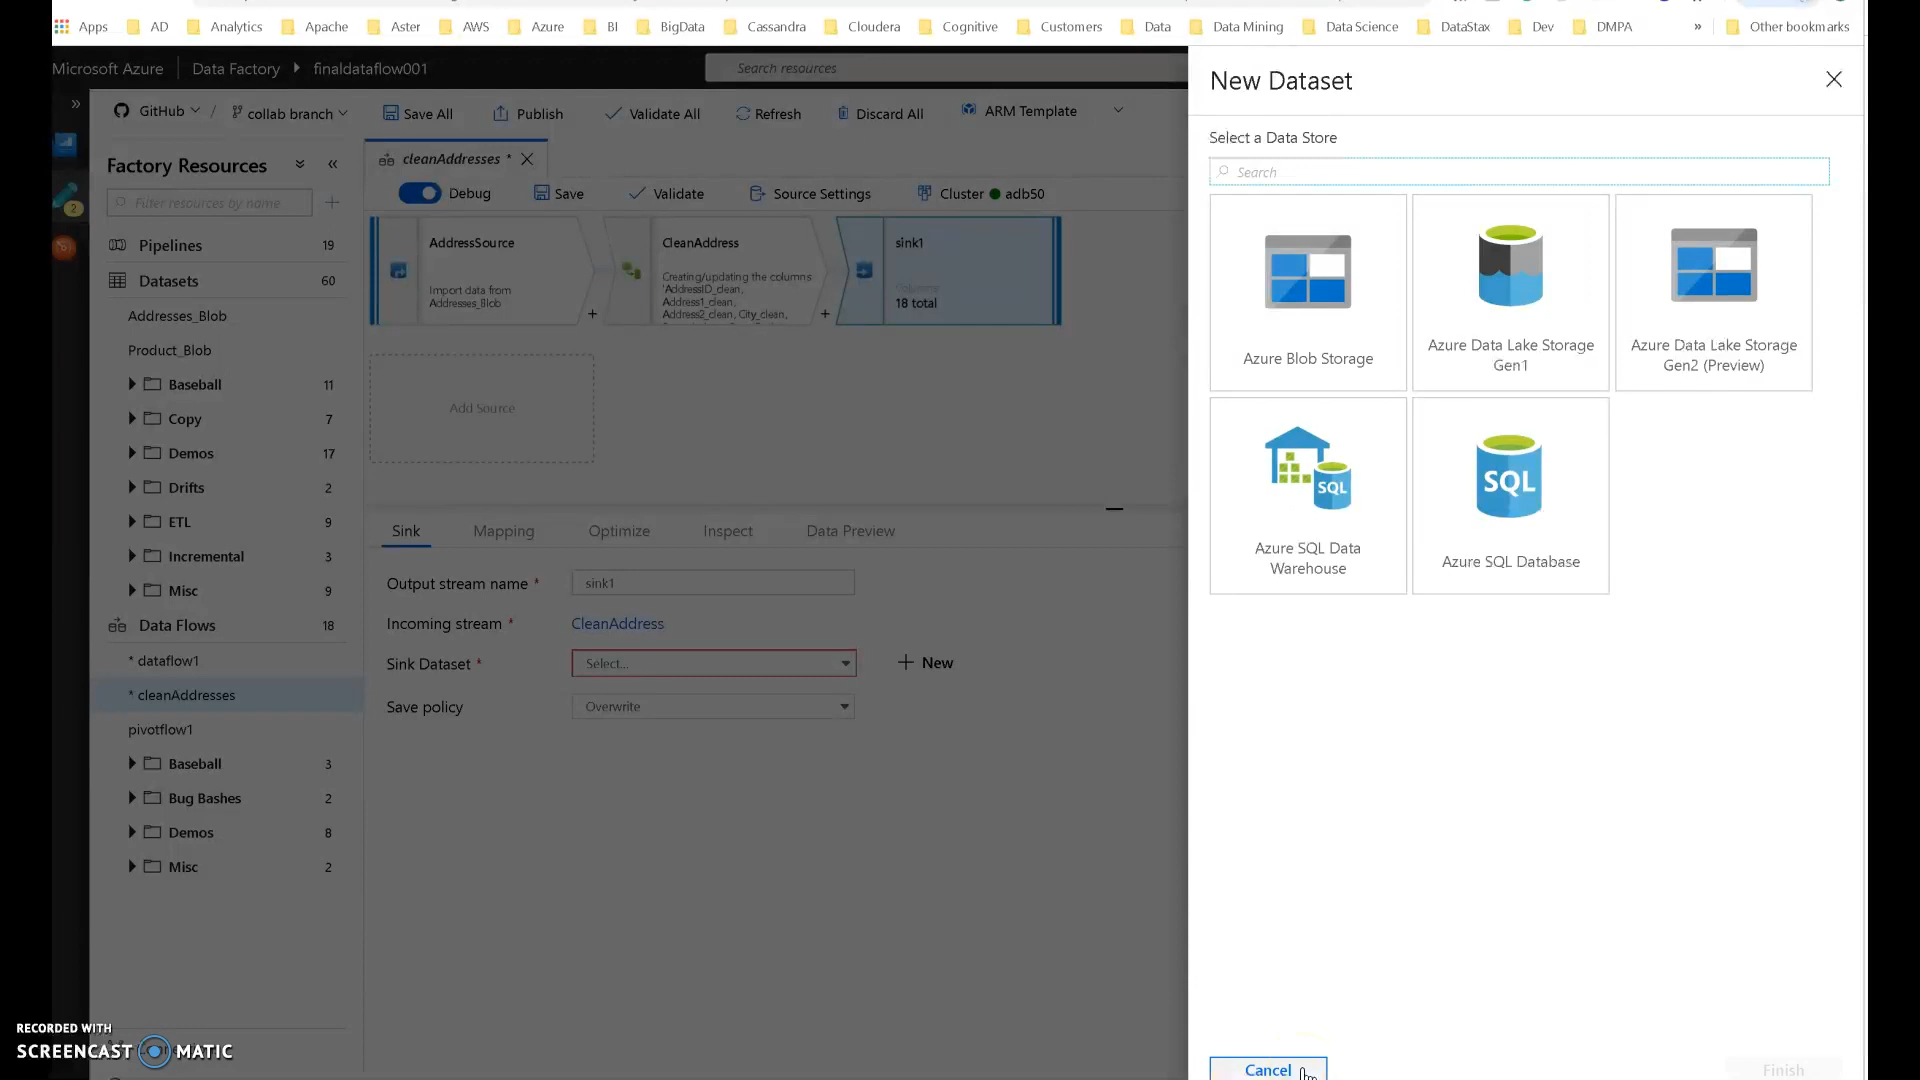 Apps AD Analytics Apache Aster AWS Azure BI BigData Cassandra Cloudera Cognitive Customers Data Data Mining Data Science DataStax Dev DMPA » Other bookmarks
Microsoft Azure Data Factory finaldataflow001
Search resources
» GitHub / collab branch Save All Publish Validate All Refresh Discard All ARM Template
2
Factory Resources «
Filter resources by name +
Pipelines 19
Datasets 60
Addresses_Blob
Product_Blob
Baseball 11
Copy 7
Demos 17
Drifts 2
ETL 9
Incremental 3
Misc 9
Data Flows 18
* dataflow1
* cleanAddresses
pivotflow1
Baseball 3
Bug Bashes 2
Demos 8
Misc 2
cleanAddresses *
Debug Save Validate Source Settings Cluster adb50
AddressSource
Import data from
Addresses_Blob
+
CleanAddress
Creating/updating the columns
'AddressID_clean,
Address1_clean,
Address2_clean, City_clean,
+
sink1
Columns
18 total
Add Source
Sink Mapping Optimize Inspect Data Preview
Output stream name * sink1
Incoming stream * CleanAddress
Sink Dataset * Select... + New
Save policy Overwrite
New Dataset
Select a Data Store
Search
Azure Blob Storage
Azure Data Lake Storage
Gen1
Azure Data Lake Storage
Gen2 (Preview)
SQL
Azure SQL Data
Warehouse
SQL
Azure SQL Database
Cancel
Finish
RECORDED WITH
SCREENCAST MATIC